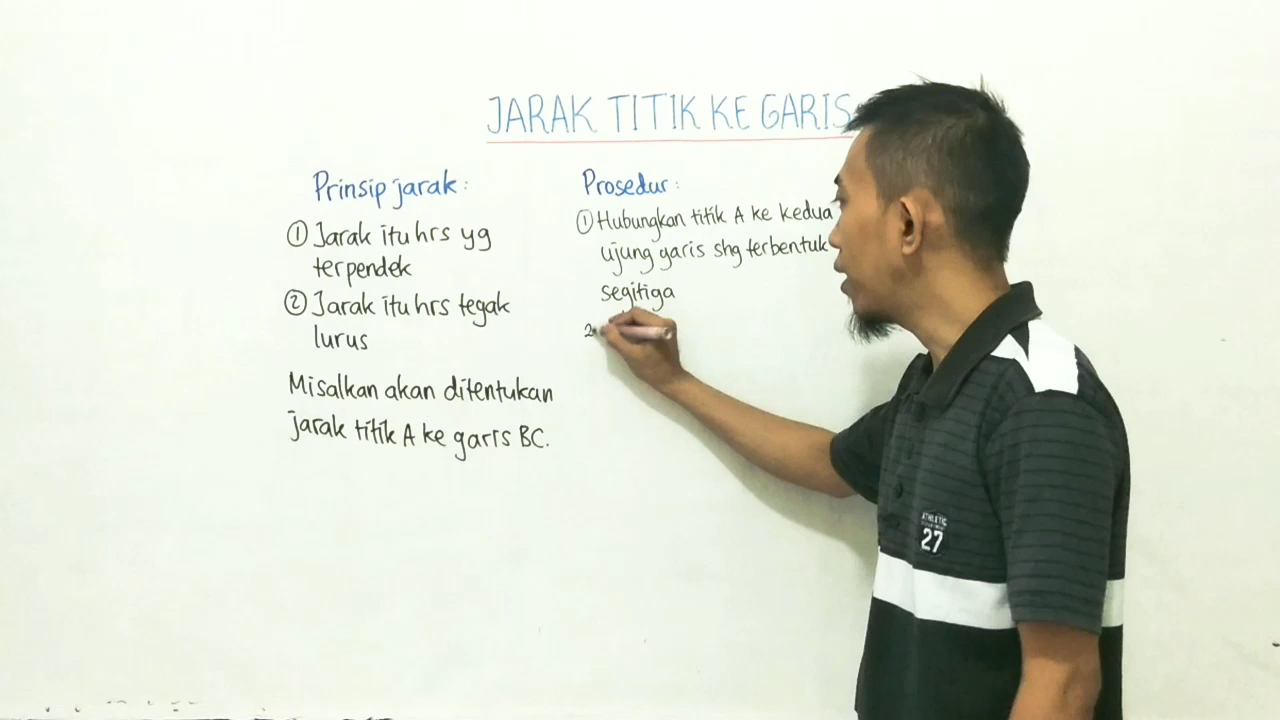 JARAK TITIK KE GARIS
Prinsip jarak :
① Jarak itu hrs yg
terpendek
② Jarak itu hrs tegak
lurus
Misalkan akan ditentukan
jarak titik A ke garis BC.
Prosedur :
① Hubungkan titik A ke kedua
ujung garis shg terbentuk
segitiga
2
ATHLETIC
27